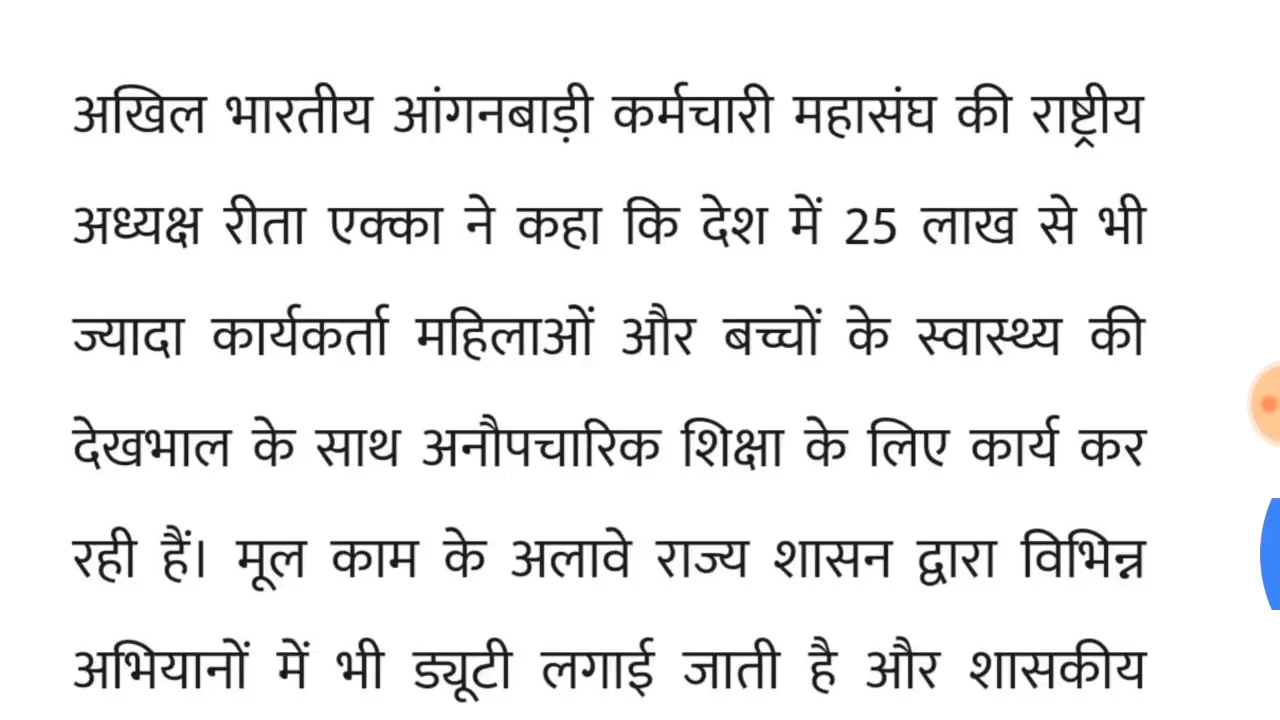 अखिल भारतीय आंगनबाड़ी कर्मचारी महासंघ की राष्ट्रीय
अध्यक्ष रीता एक्का ने कहा कि देश में 25 लाख से भी
ज्यादा कार्यकर्ता महिलाओं और बच्चों के स्वास्थ्य की
देखभाल के साथ अनौपचारिक शिक्षा के लिए कार्य कर
रही हैं। मूल काम के अलावे राज्य शासन द्वारा विभिन्न
अभियानों में भी ड्यूटी लगाई जाती है और शासकीय